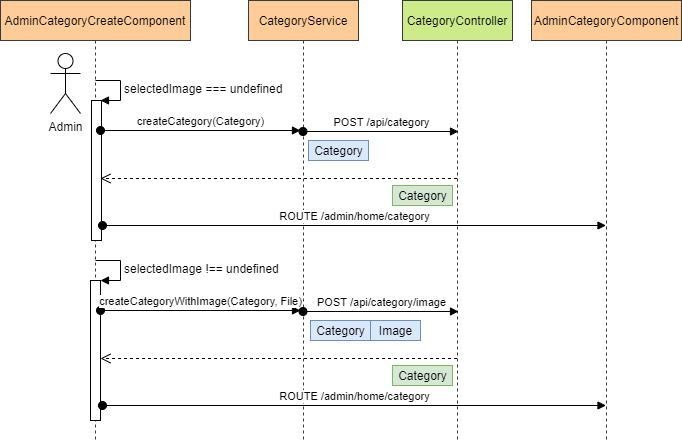 AdminCategoryCreateComponent
CategoryService
CategoryController
AdminCategoryComponent
selectedImage === undefined
Admin
createCategory(Category)
POST /api/category
Category
Category
ROUTE /admin/home/category
selectedImage !== undefined
createCategoryWithImage(Category, File)
POST /api/category/image
Category
Image
Category
ROUTE /admin/home/category